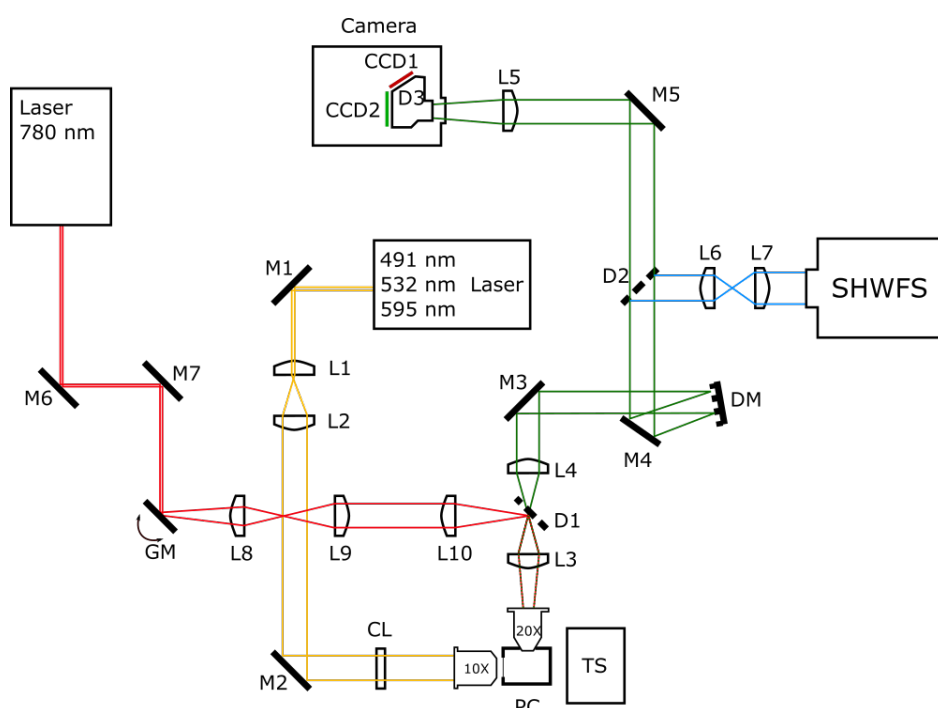 Camera
CCD1
CCD2
D3
L5
M5
Laser
780 nm
M1
491 nm
532 nm Laser
595 nm
D2
L6
L7
SHWFS
L1
M6
M7
L2
M3
DM
M4
L4
GM
L8
L9
L10
D1
L3
CL
20X
M2
10X
TS